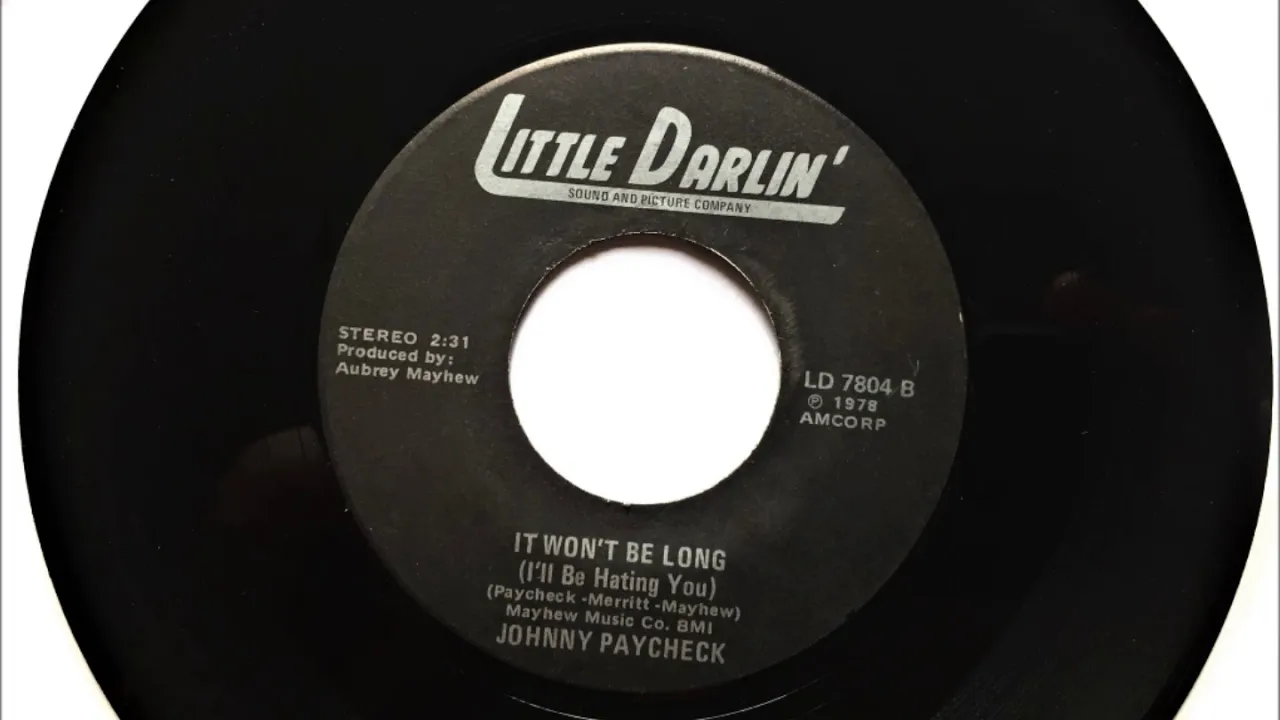 LITTLE DARLIN'
SOUND AND PICTURE COMPANY
STEREO 2:31
Produced by:
Aubrey Mayhew
LD 7804 B
℗ 1978
AMCORP
IT WON'T BE LONG
(I'll Be Hating You)
(Paycheck -Merritt -Mayhew)
Mayhew Music Co. BMI
JOHNNY PAYCHECK